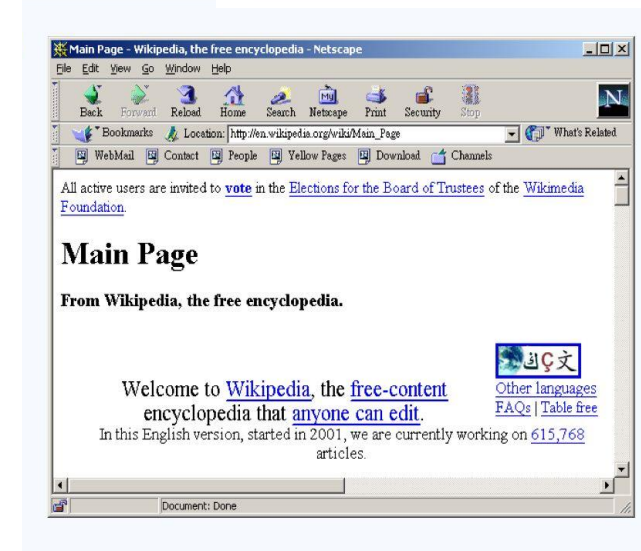 Main Page - Wikipedia, the free encyclopedia - Netscape
File Edit View Go Window Help
Back Forward Reload Home Search Netscape Print Security Stop
N
Bookmarks Location: http://en.wikipedia.org/wiki/Main_Page What's Related
WebMail Contact People Yellow Pages Download Channels
All active users are invited to vote in the Elections for the Board of Trustees of the Wikimedia
Foundation.
Main Page
From Wikipedia, the free encyclopedia.
كÇ文
Welcome to Wikipedia, the free-content
encyclopedia that anyone can edit.
Other languages
FAQs | Table free
In this English version, started in 2001, we are currently working on 615,768
articles.
Document: Done